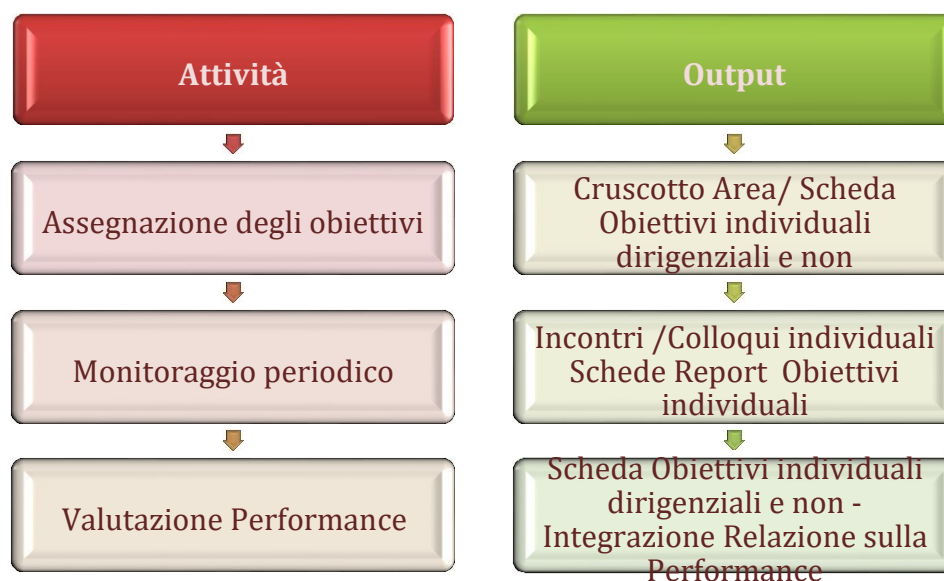 Attività
Assegnazione degli obiettivi
Monitoraggio periodico
Valutazione Performance
Output
Cruscotto Area/ Scheda
Obiettivi individuali
dirigenziali e non
Incontri /Colloqui individuali
Schede Report  Obiettivi
individuali
Scheda Obiettivi individuali
dirigenziali e non -
Integrazione Relazione sulla
Performance